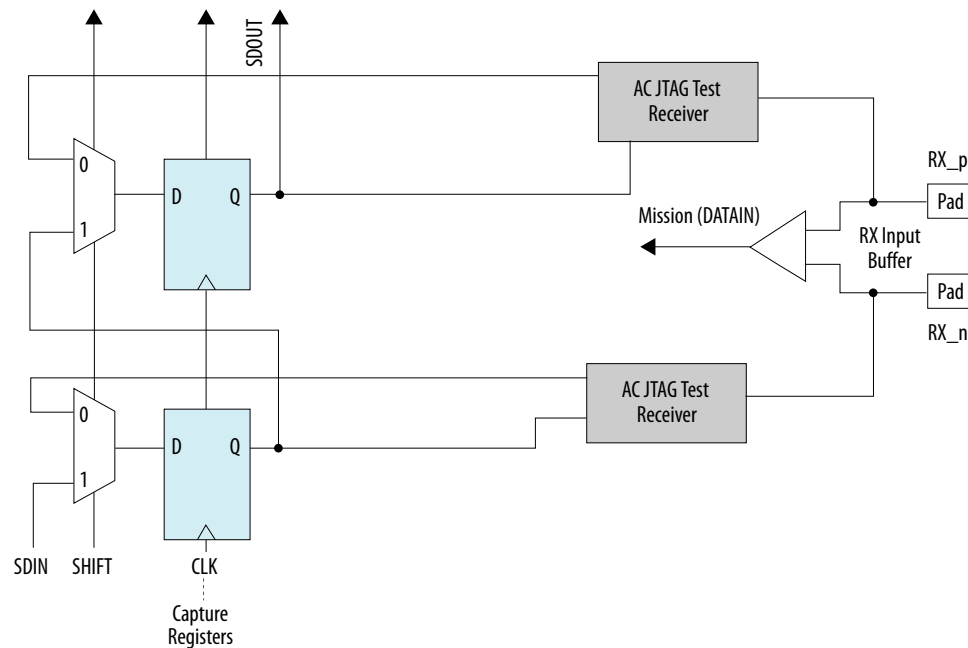 SDOUT
AC JTAG Test
Receiver
0
1
D
Q
RX_p
Pad
Mission (DATAIN)
RX Input
Buffer
Pad
RX_n
AC JTAG Test
Receiver
0
1
D
Q
SDIN
SHIFT
CLK
Capture
Registers